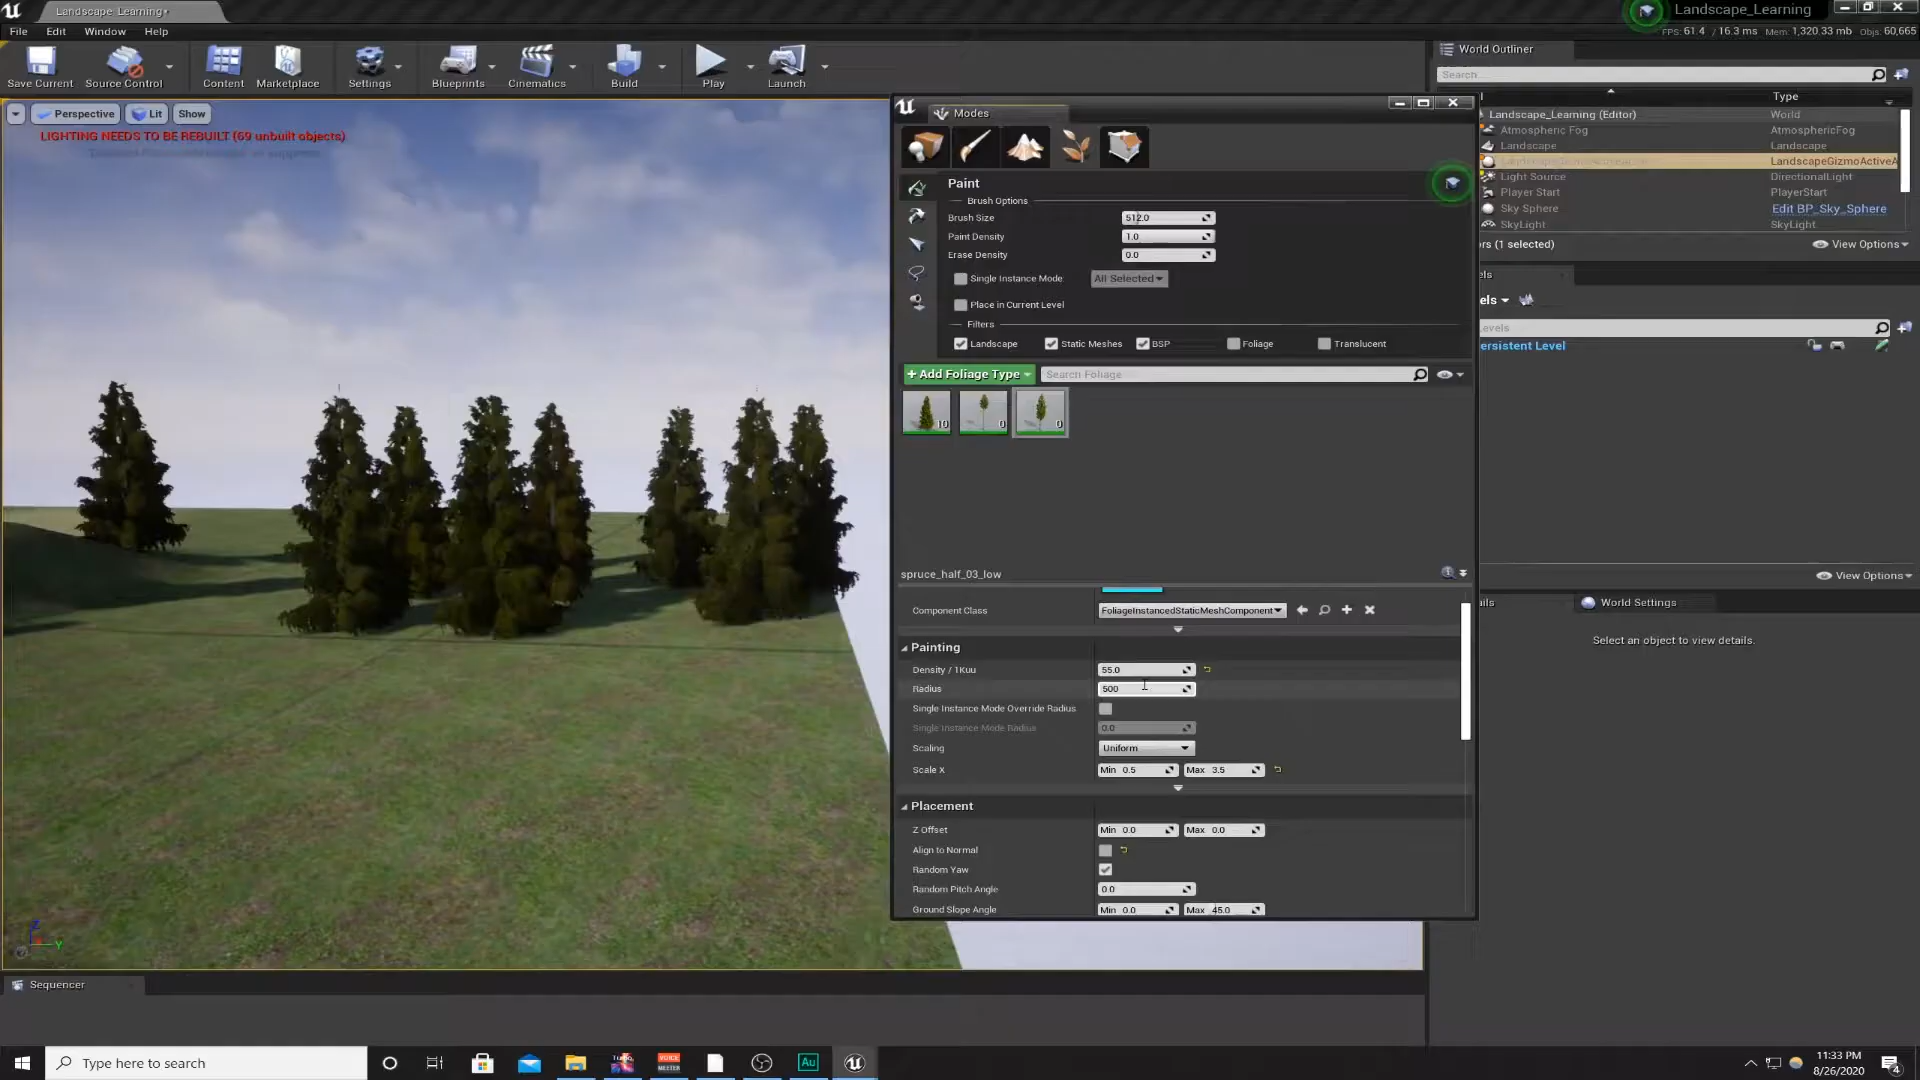 Landscape_Learning*
Landscape_Learning
File Edit Window Help
FPS: 61.4 / 16.3 ms Mem: 1,320.33 mb Objs: 60,665
Save Current Source Control Content Marketplace Settings Blueprints Cinematics Build Play Launch
World Outliner
Search...
Type
Perspective Lit Show
LIGHTING NEEDS TO BE REBUILT (69 unbuilt objects)
Modes
Landscape_Learning (Editor) World
Atmospheric Fog AtmosphericFog
Landscape Landscape
LandscapeGizmoActiveA
Light Source DirectionalLight
Player Start PlayerStart
Sky Sphere Edit BP_Sky_Sphere
SkyLight SkyLight
rs (1 selected) View Options
Paint
Brush Options
Brush Size 512.0
Paint Density 1.0
Erase Density 0.0
Single Instance Mode All Selected
Place in Current Level
Filters
Landscape Static Meshes BSP Foliage Translucent
+ Add Foliage Type Search Foliage
10 0 0
els
els
evels
ersistent Level
View Options
spruce_half_03_low
Component Class FoliageInstancedStaticMeshComponent
Painting
Density / 1Kuu 55.0
Radius 500
Single Instance Mode Override Radius
Single Instance Mode Radius 0.0
Scaling Uniform
Scale X Min 0.5 Max 3.5
Placement
Z Offset Min 0.0 Max 0.0
Align to Normal
Random Yaw
Random Pitch Angle 0.0
Ground Slope Angle Min 0.0 Max 45.0
ails World Settings
Select an object to view details.
Z
Y
Sequencer
Type here to search
VOICE
MEETER
Au
11:33 PM
8/26/2020
4